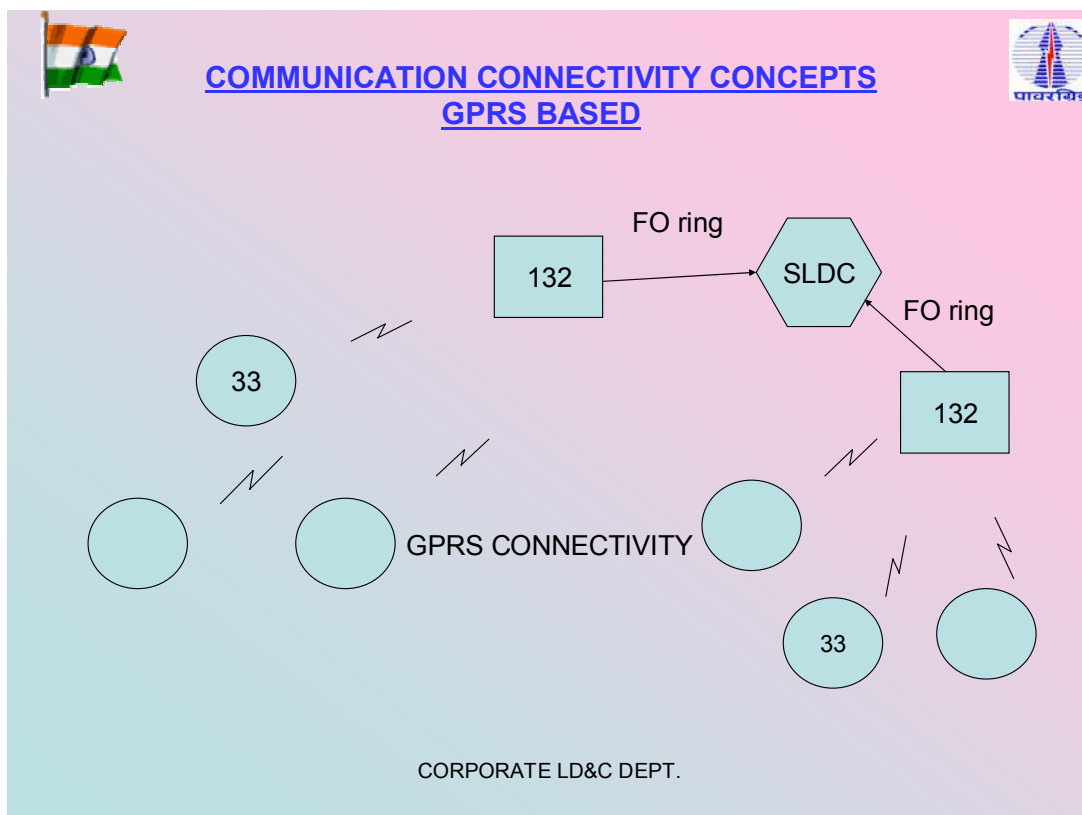 COMMUNICATION CONNECTIVITY CONCEPTS
GPRS BASED
पावरग्रिड
FO ring
132
SLDC
FO ring
33
132
GPRS CONNECTIVITY
33
CORPORATE LD&C DEPT.